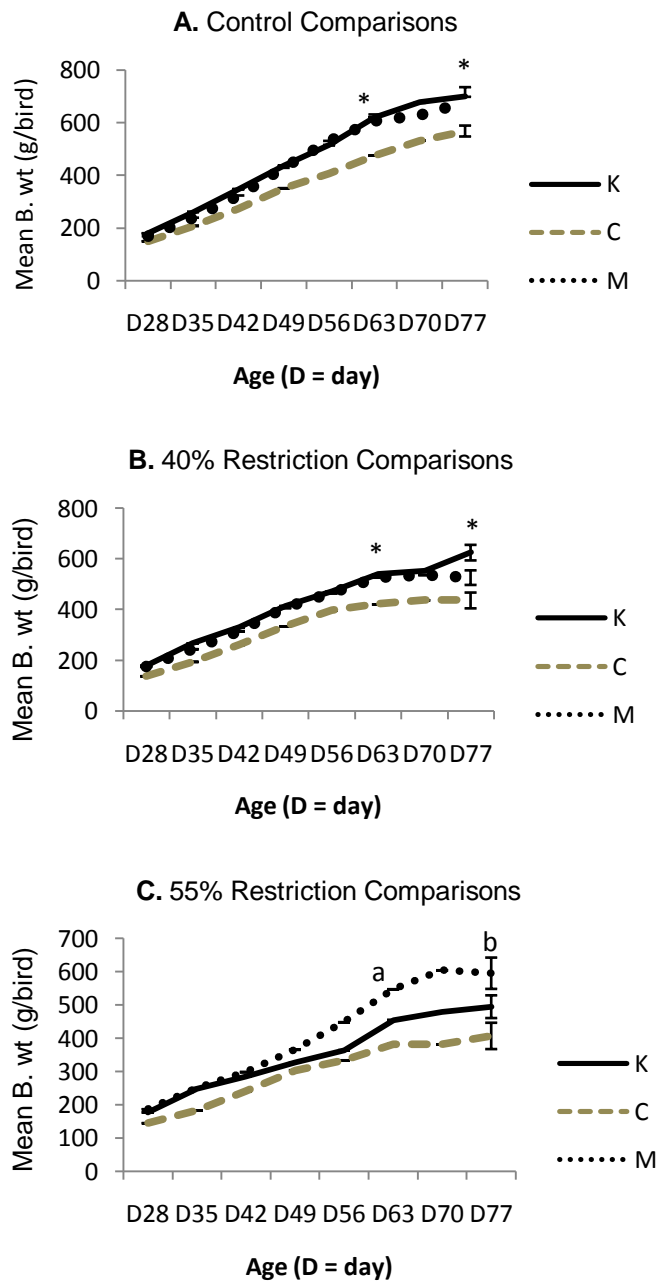 A. Control Comparisons
Mean B. wt (g/bird)
800
600
400
200
0
* *
D28 D35 D42 D49 D56 D63 D70 D77
Age (D = day)
K
C
M
B. 40% Restriction Comparisons
Mean B. wt (g/bird)
800
600
400
200
0
* *
D28 D35 D42 D49 D56 D63 D70 D77
Age (D = day)
K
C
M
C. 55% Restriction Comparisons
Mean B. wt (g/bird)
700
600
500
400
300
200
100
0
a b
D28 D35 D42 D49 D56 D63 D70 D77
Age (D = day)
K
C
M